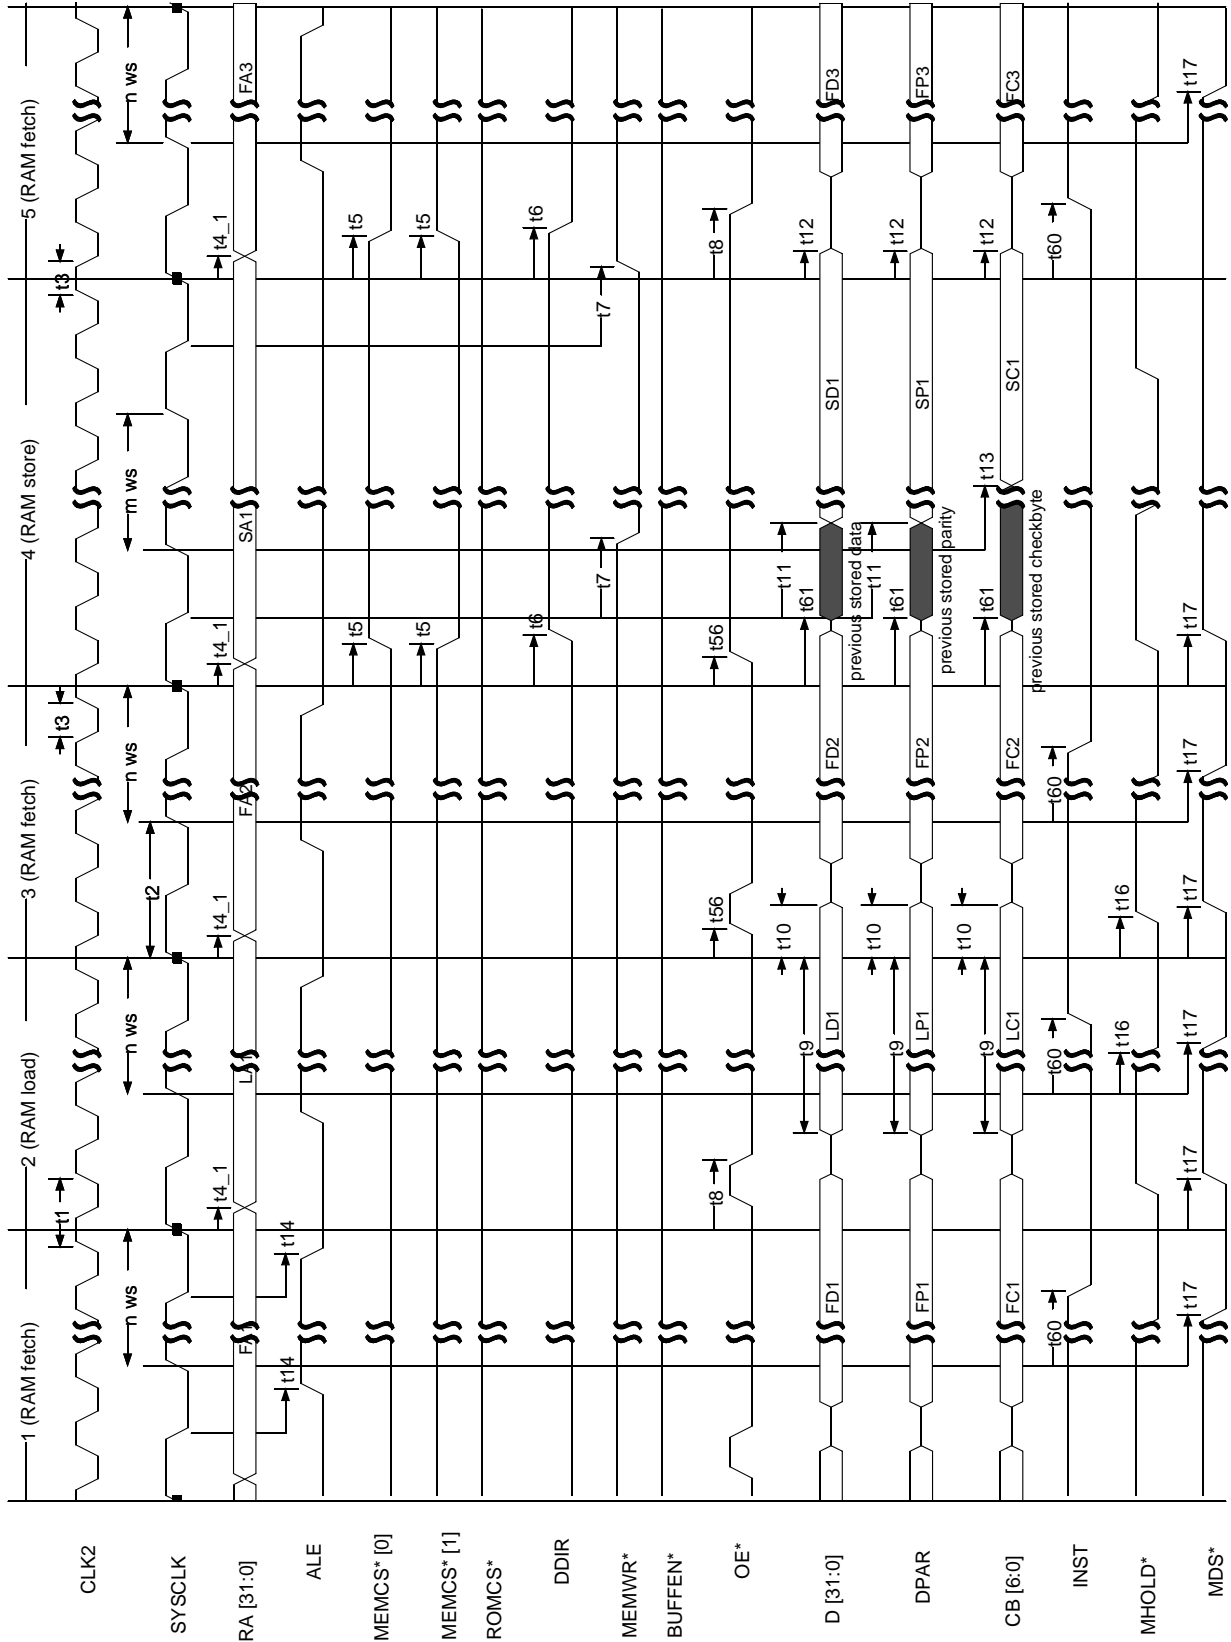 1 (RAM fetch)
2 (RAM load)
3 (RAM fetch)
4 (RAM store)
5 (RAM fetch)
CLK2
t1
t3
t3
n ws
n ws
n ws
m ws
n ws
SYSCLK
t2
RA [31:0]
t4_1
t4_1
t4_1
t4_1
FA1
LA1
FA2
SA1
FA3
ALE
t14
t14
MEMCS* [0]
t5
t5
MEMCS* [1]
t5
t5
ROMCS*
DDIR
t6
t6
MEMWR*
t7
t7
BUFFEN*
OE*
t8
t56
t56
t8
D [31:0]
t9
t10
t61
t11
t12
FD1
LD1
FD2
SD1
FD3
previous stored data
DPAR
t9
t10
t61
t11
t12
FP1
LP1
FP2
SP1
FP3
previous stored parity
CB [6:0]
t9
t10
t61
t13
t12
FC1
LC1
FC2
SC1
FC3
previous stored checkbyte
INST
t60
t60
t60
t60
MHOLD*
t16
t16
MDS*
t17
t17
t17
t17
t17
t17
t17